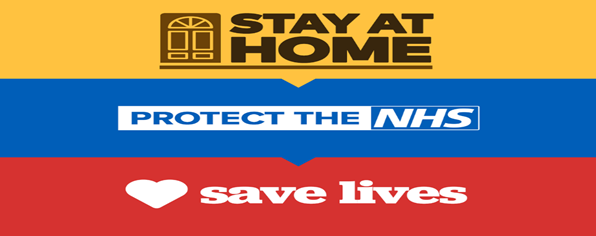 STAY AT
HOME
PROTECT THE NHS
save lives